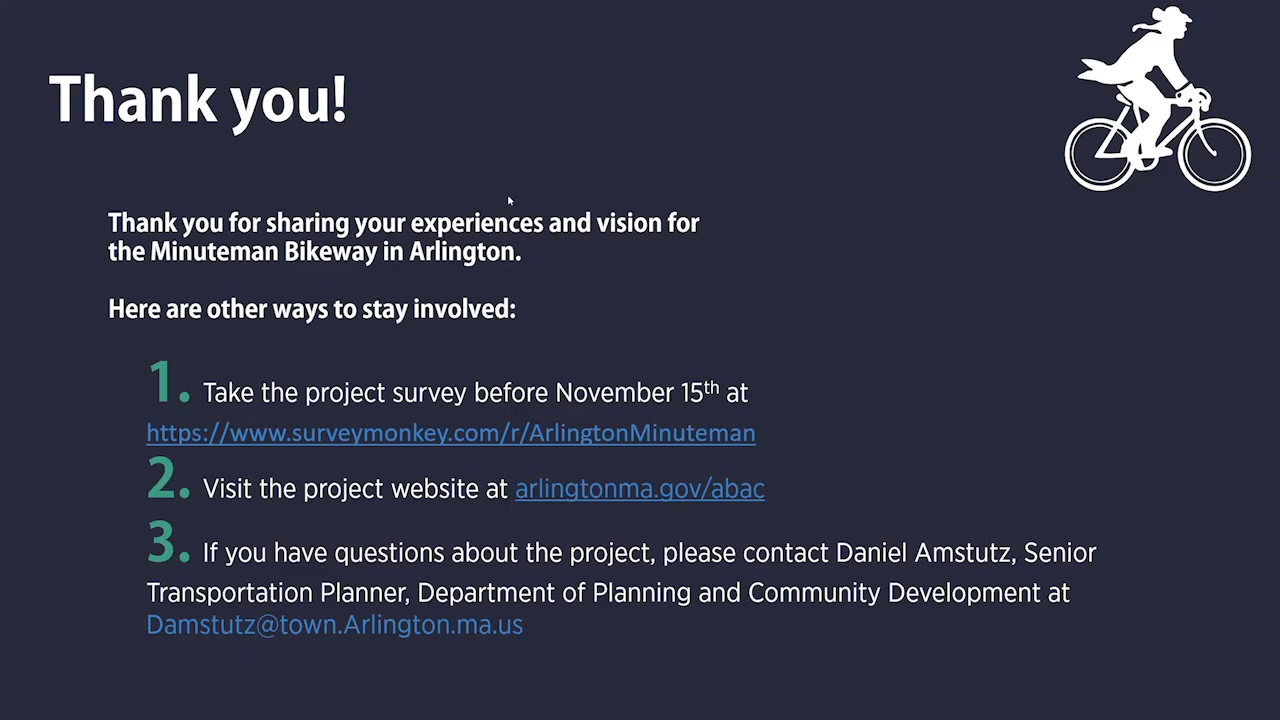 Thank you!
Thank you for sharing your experiences and vision for
the Minuteman Bikeway in Arlington.
Here are other ways to stay involved:
1. Take the project survey before November 15th at
https://www.surveymonkey.com/r/ArlingtonMinuteman
2. Visit the project website at arlingtonma.gov/abac
3. If you have questions about the project, please contact Daniel Amstutz, Senior
Transportation Planner, Department of Planning and Community Development at
Damstutz@town.Arlington.ma.us